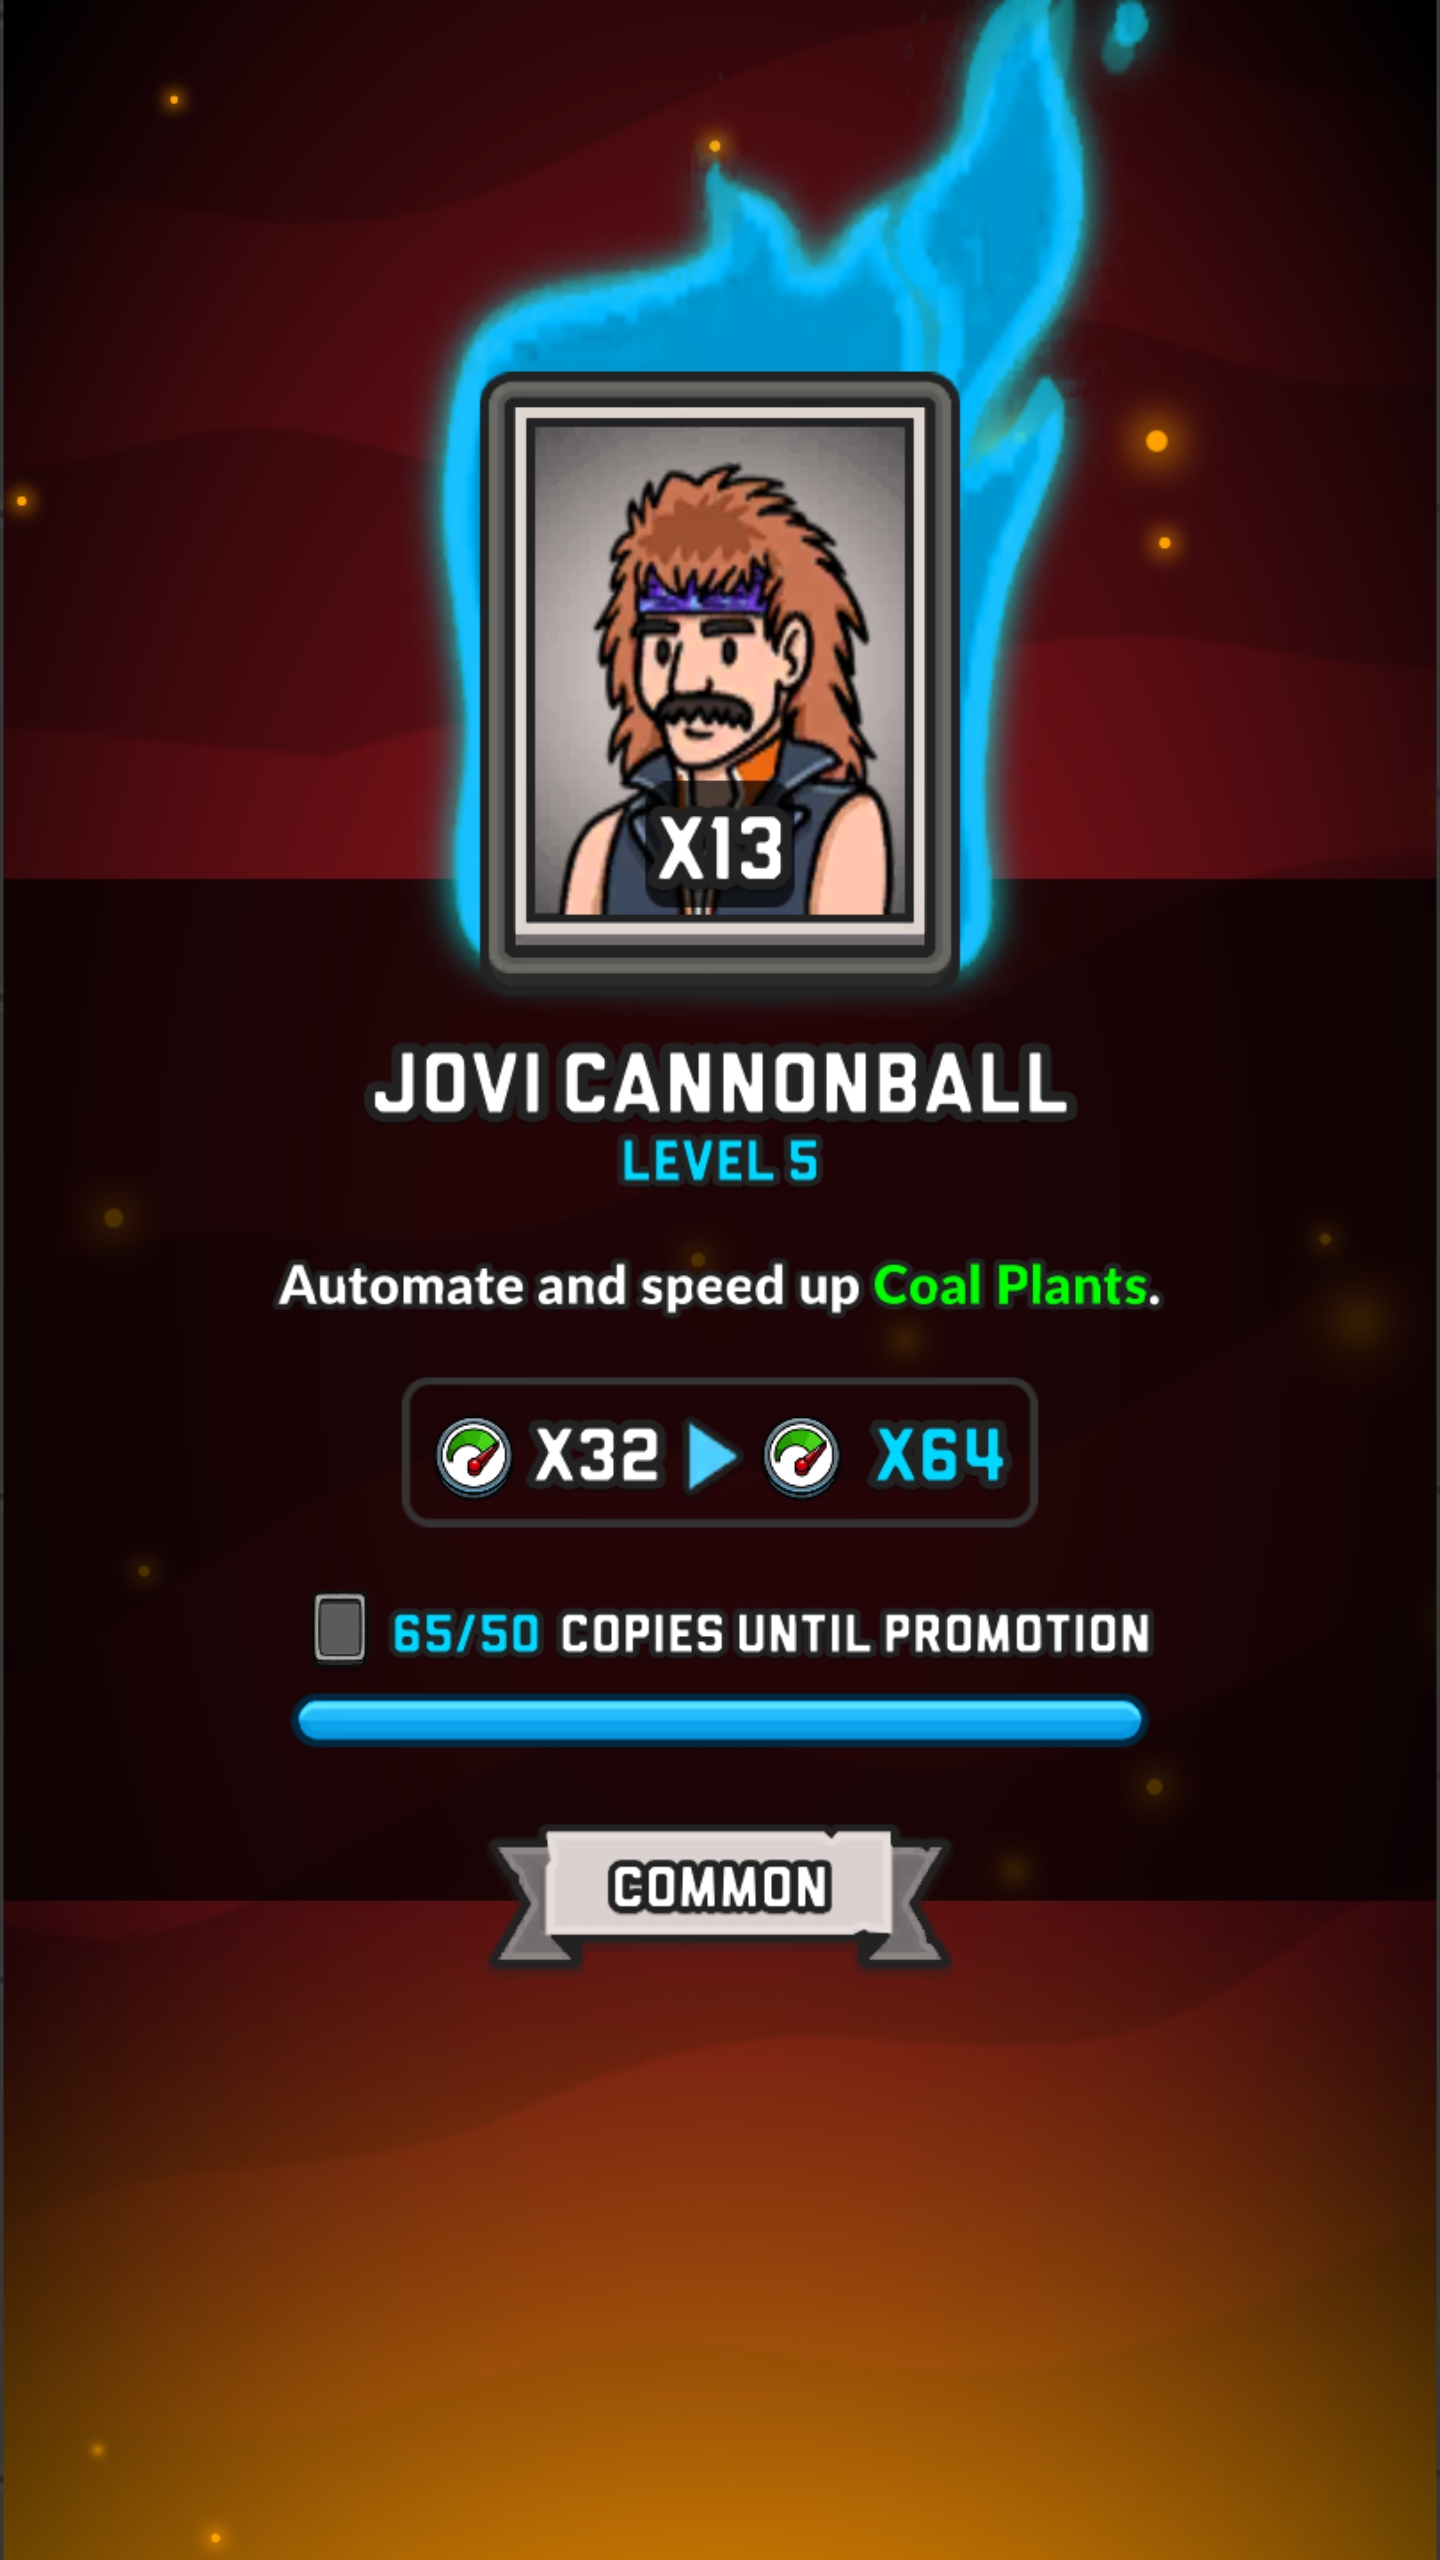 X13
JOVI CANNONBALL
LEVEL 5
Automate and speed up Coal Plants.
X32 X64
65/50 COPIES UNTIL PROMOTION
COMMON